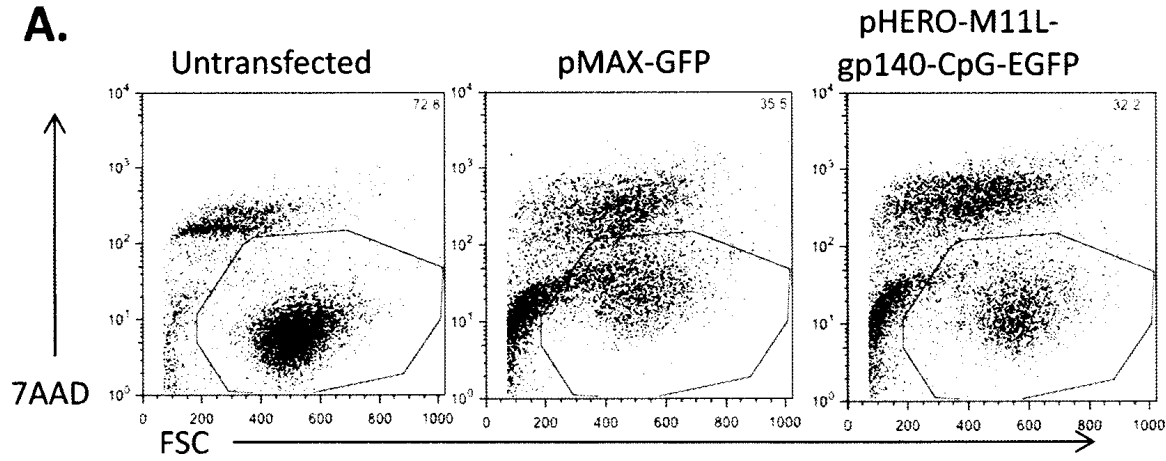 A.
Untransfected
pMAX-GFP
pHERO-M11L-
gp140-CpG-EGFP
10⁴
10³
10²
10¹
10⁰
72.8
0 200 400 600 800 1000
10⁴
10³
10²
10¹
10⁰
35.6
0 200 400 600 800 1000
10⁴
10³
10²
10¹
10⁰
32.2
0 200 400 600 800 1000
7AAD
FSC